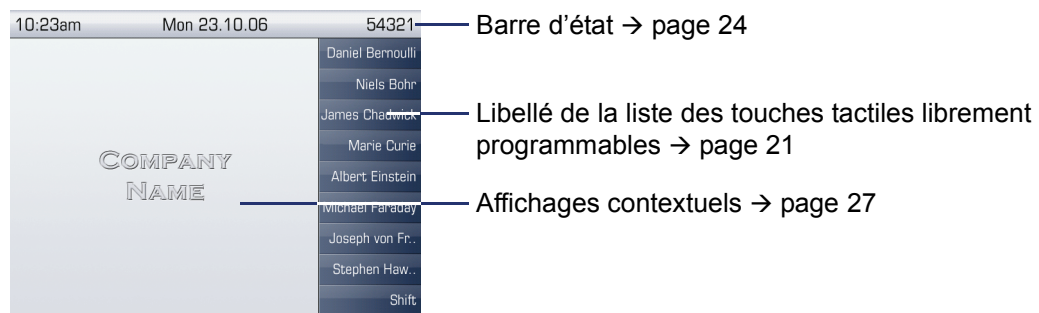 10:23am Mon 23.10.06 54321
Barre d'état → page 24
Daniel Bernoulli
Niels Bohr
James Chadwick
Libellé de la liste des touches tactiles librement
programmables → page 21
Marie Curie
Albert Einstein
COMPANY
NAME
Michael Faraday
Affichages contextuels → page 27
Joseph von Fr..
Stephen Haw..
Shift